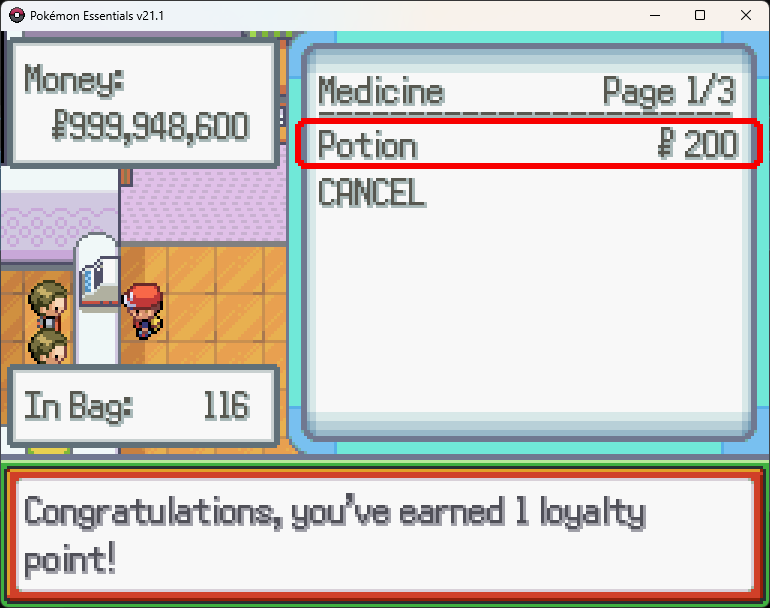 Pokémon Essentials v21.1
Money:
₽999,948,600
Medicine Page 1/3
Potion ₽ 200
CANCEL
In Bag: 116
Congratulations, you've earned 1 loyalty
point!